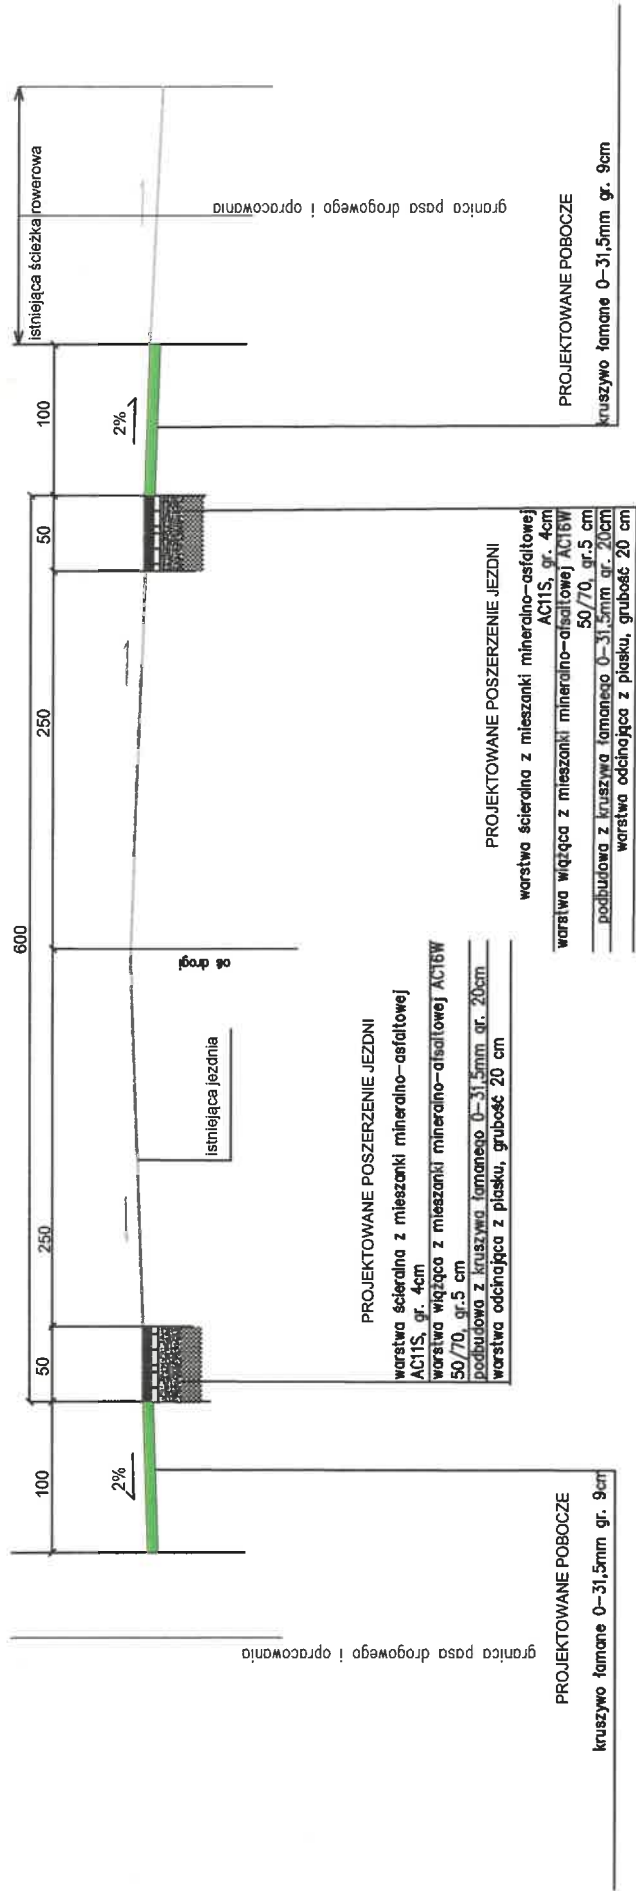 600
100
50
250
250
50
100
istniejąca ścieżka rowerowa
2%
2%
granica pasa drogowego i opracowania
granica pasa drogowego i opracowania
oś drogi
istniejąca jezdnia
PROJEKTOWANE POSZERZENIE JEZDNI
warstwa ścieralna z mieszanki mineralno-asfaltowej
AC11S, gr. 4cm
warstwa wiążąca z mieszanki mineralno-afsaltowej AC16W
50/70, gr.5 cm
podbudowa z kruszywa łamanego 0-31,5mm gr. 20cm
warstwa odcinająca z piasku, grubość 20 cm
PROJEKTOWANE POSZERZENIE JEZDNI
warstwa ścieralna z mieszanki mineralno-asfaltowej
AC11S, gr. 4cm
warstwa wiążąca z mieszanki mineralno-afsaltowej AC16W
50/70, gr.5 cm
podbudowa z kruszywa łamanego 0-31,5mm gr. 20cm
warstwa odcinająca z piasku, grubość 20 cm
PROJEKTOWANE POBOCZE
kruszywo łamane 0-31,5mm gr. 9cm
PROJEKTOWANE POBOCZE
kruszywo łamane 0-31,5mm gr. 9cm